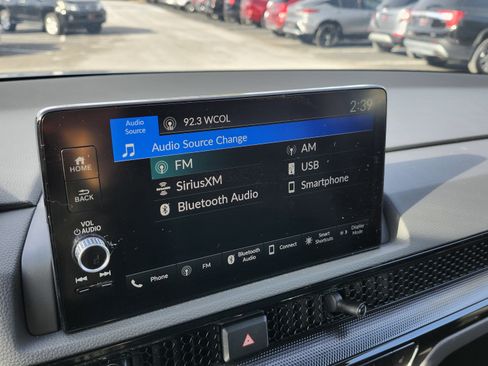 Audio Source
92.3 WCOL
2:39
Audio Source Change
HOME
BACK
VOL
AUDIO
FM
AM
SiriusXM
USB
Bluetooth Audio
Smartphone
Phone
FM
Bluetooth Audio
Connect
Smart Shortcuts
Display Mode